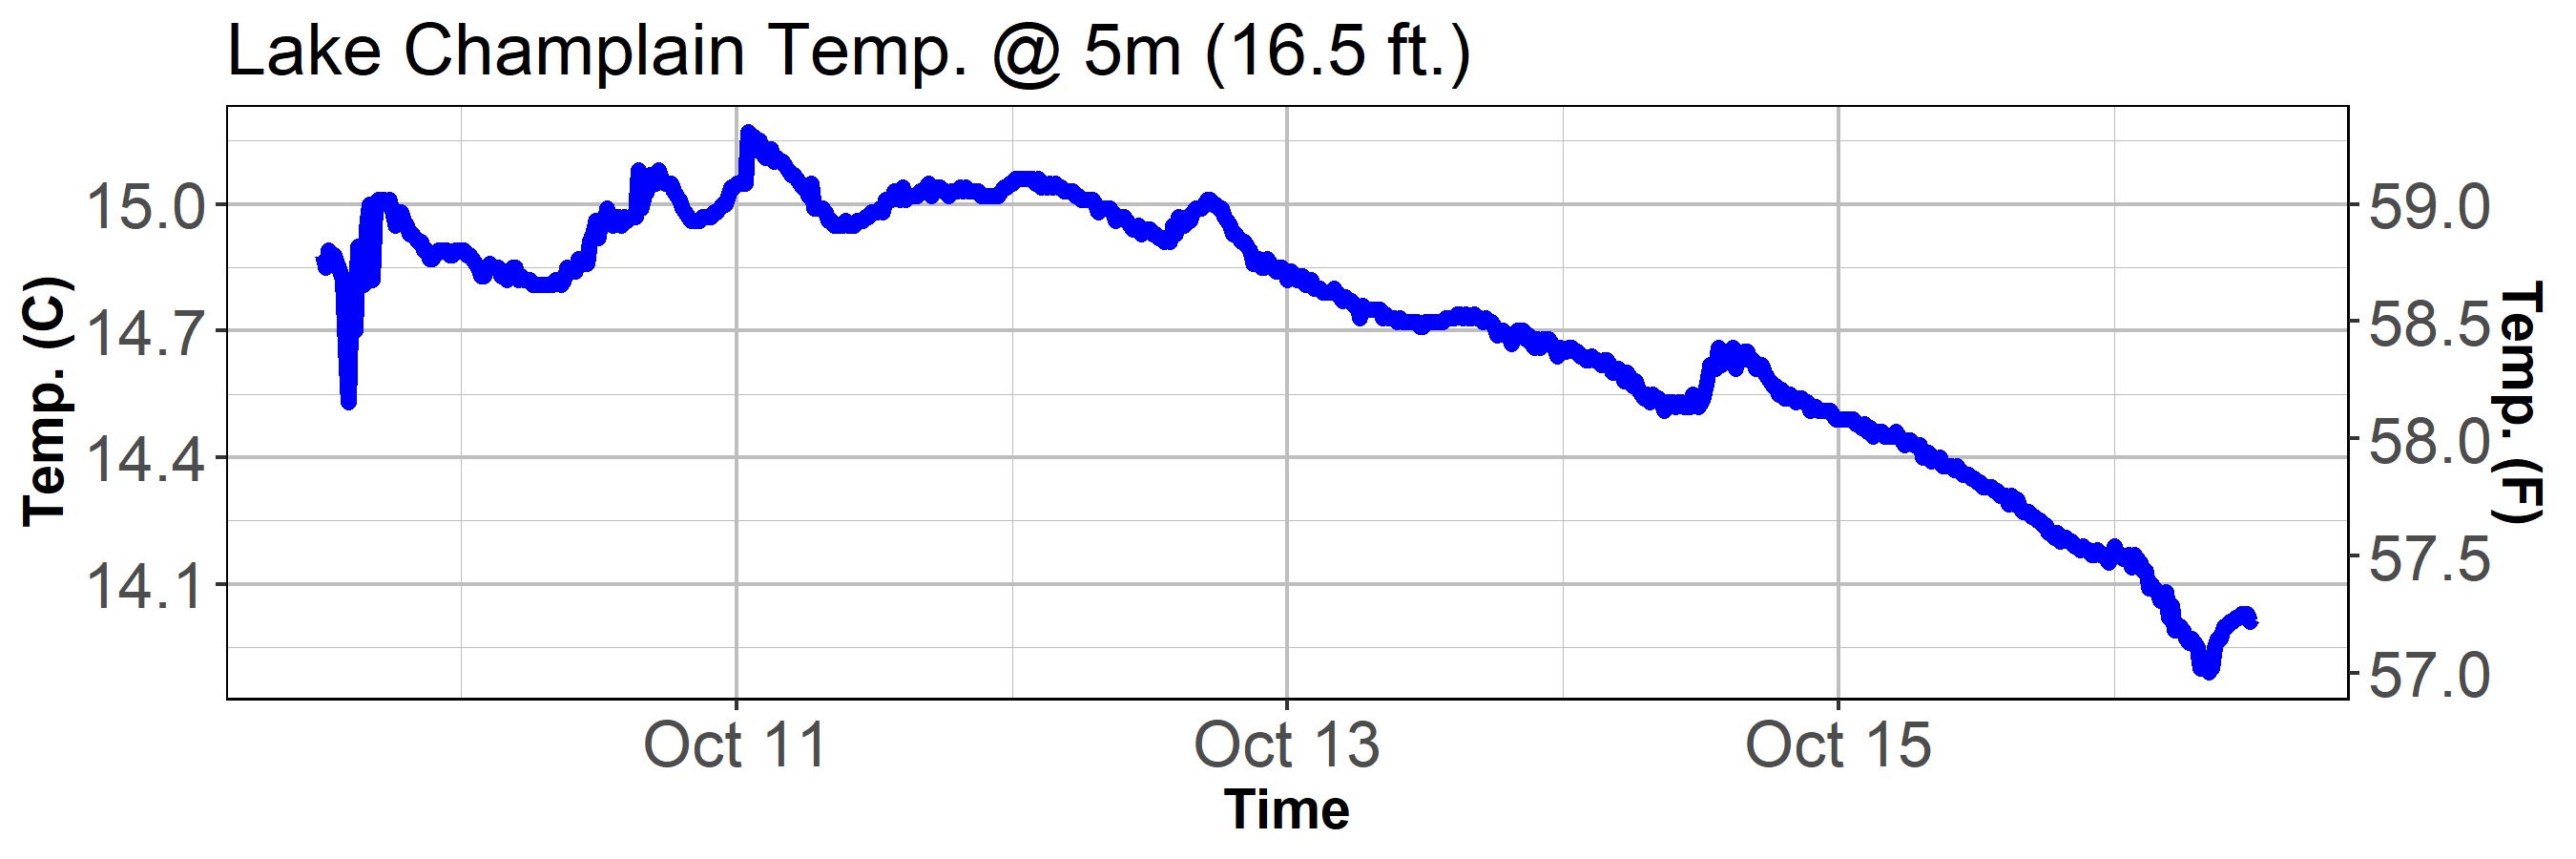 Lake Champlain Temp. @ 5m (16.5 ft.)
Temp. (C)
15.0
14.7
14.4
14.1
59.0
58.5
58.0
57.5
57.0
Temp. (F)
Oct 11
Oct 13
Oct 15
Time